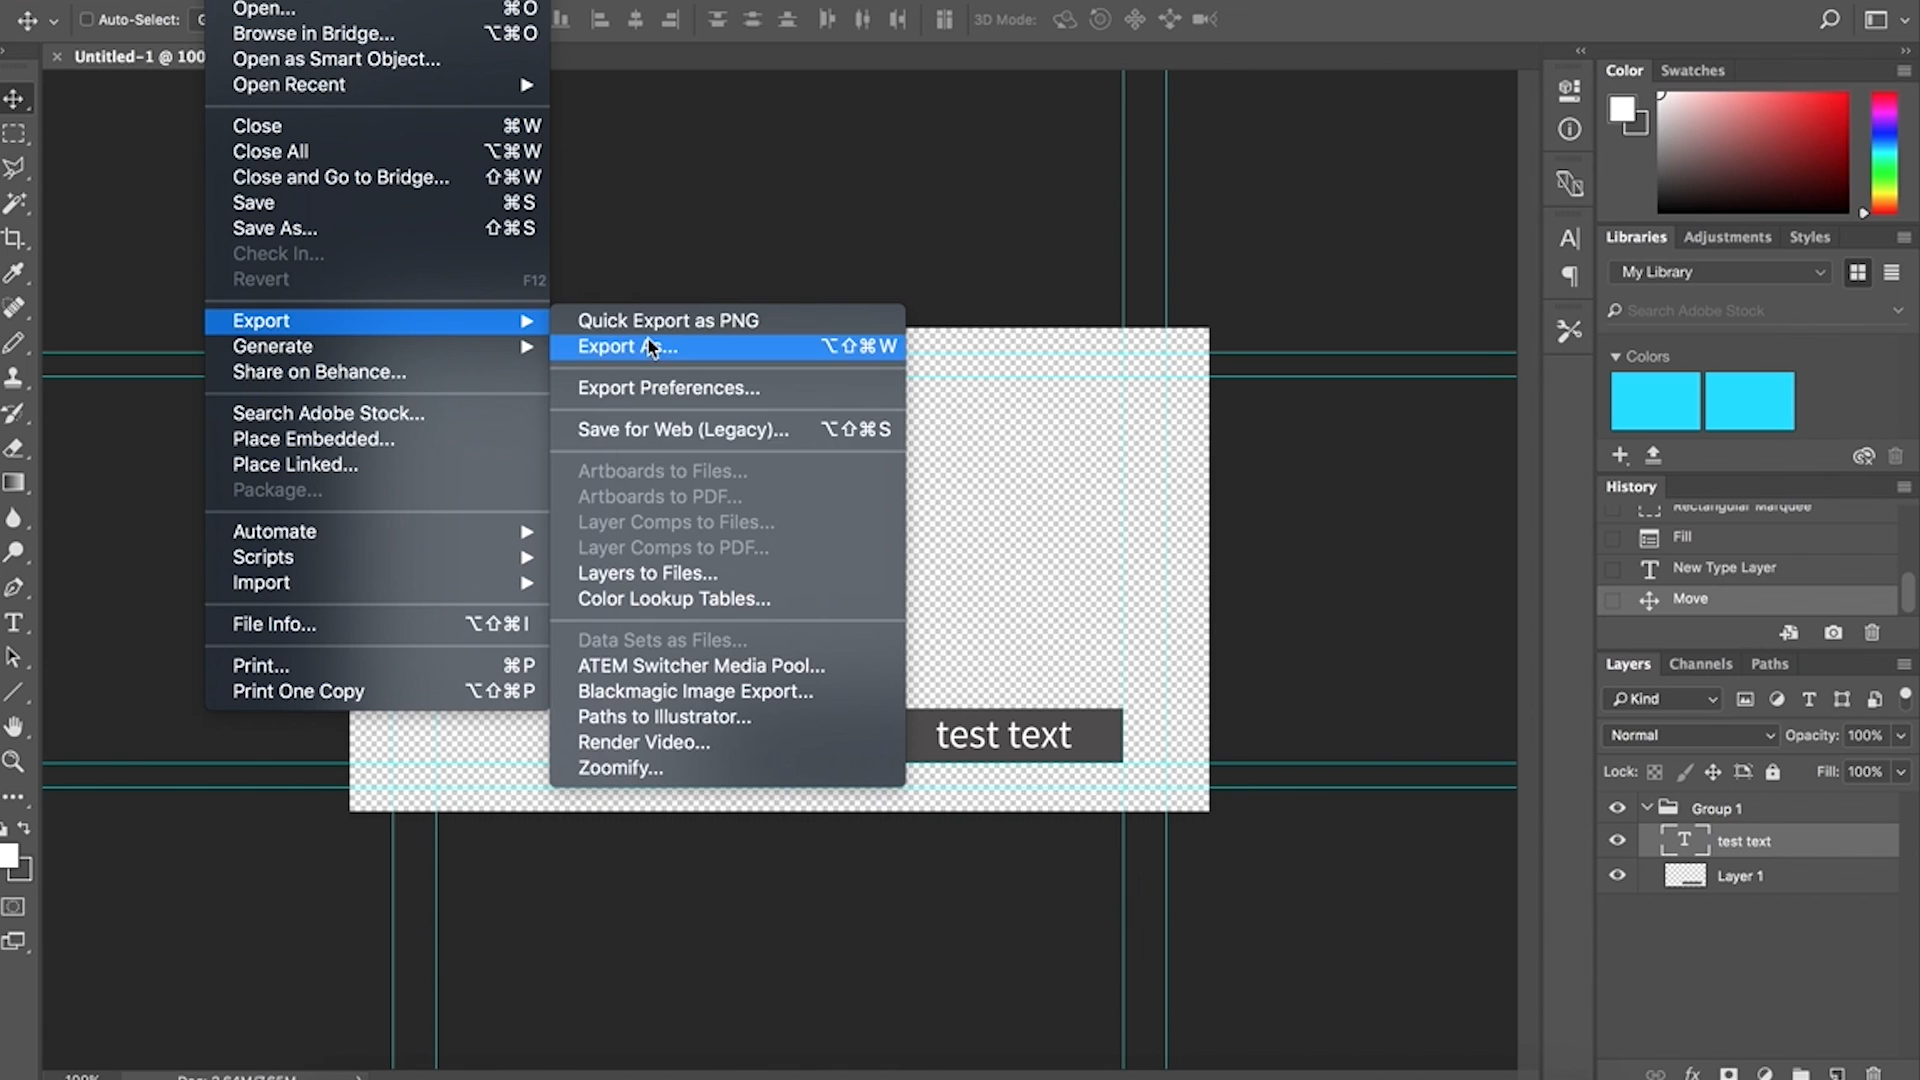 Auto-Select:
3D Mode:
Untitled-1 @ 100
Open... ⌘O
Browse in Bridge... ⌥⌘O
Open as Smart Object...
Open Recent ▶
Close ⌘W
Close All ⌥⌘W
Close and Go to Bridge... ⇧⌘W
Save ⌘S
Save As... ⇧⌘S
Check In...
Revert F12
Export ▶
Generate ▶
Share on Behance...
Search Adobe Stock...
Place Embedded...
Place Linked...
Package...
Automate ▶
Scripts ▶
Import ▶
File Info... ⌥⇧⌘I
Print... ⌘P
Print One Copy ⌥⇧⌘P
Quick Export as PNG
Export As... ⌥⇧⌘W
Export Preferences...
Save for Web (Legacy)... ⌥⇧⌘S
Artboards to Files...
Artboards to PDF...
Layer Comps to Files...
Layer Comps to PDF...
Layers to Files...
Color Lookup Tables...
Data Sets as Files...
ATEM Switcher Media Pool...
Blackmagic Image Export...
Paths to Illustrator...
Render Video...
Zoomify...
test text
Color Swatches
Libraries Adjustments Styles
My Library
Search Adobe Stock
Colors
History
Rectangular Marquee
Fill
New Type Layer
Move
Layers Channels Paths
Kind
Normal Opacity: 100%
Lock: Fill: 100%
Group 1
test text
Layer 1
100%